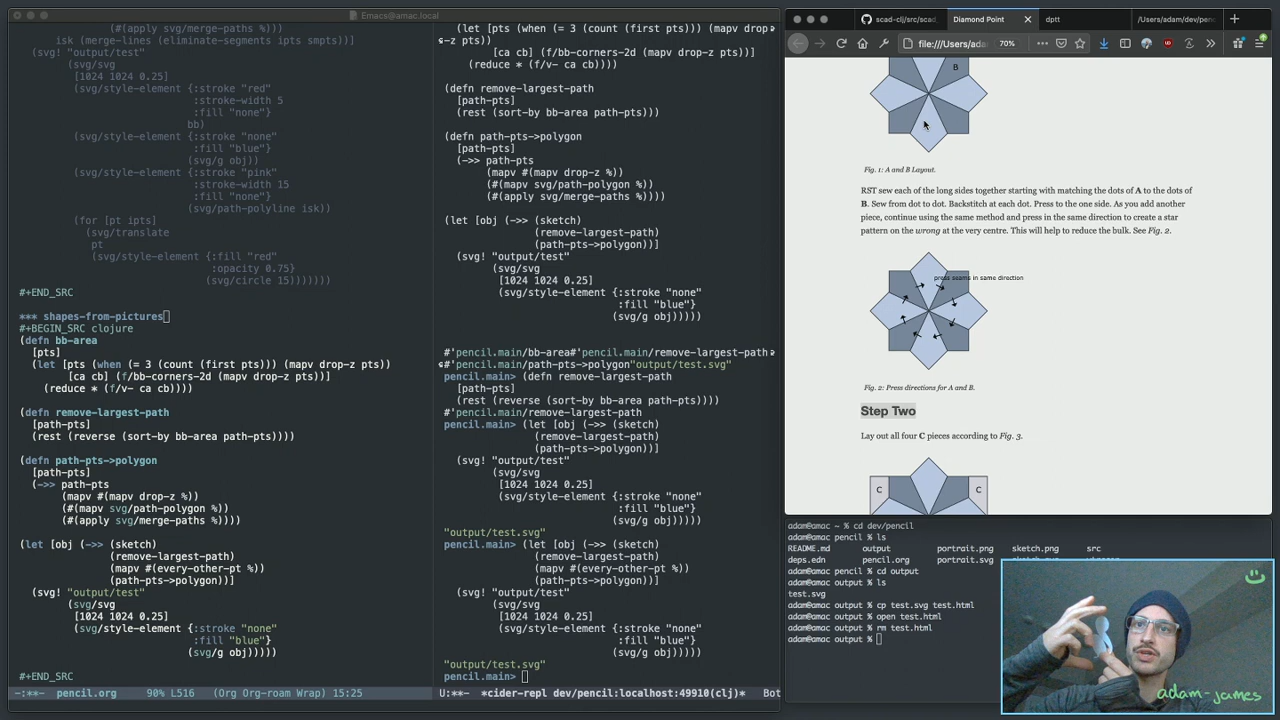 Emacs@amac.local
(#(apply svg/merge-paths %)))
isk (merge-lines (eliminate-segments ipts smpts))]
(svg! "output/test"
(svg/svg
[1024 1024 0.25]
(svg/style-element {:stroke "red"
:stroke-width 5
:fill "none"}
bb)
(svg/style-element {:stroke "none"
:fill "blue"}
(svg/g obj))
(svg/style-element {:stroke "pink"
:stroke-width 15
:fill "none"}
(svg/path-polyline isk))
(for [pt ipts]
(svg/translate
pt
(svg/style-element {:fill "red"
:opacity 0.75}
(svg/circle 15)))))))
#+END_SRC
*** shapes-from-pictures
#+BEGIN_SRC clojure
(defn bb-area
[pts]
(let [pts (when (= 3 (count (first pts))) (mapv drop-z pts))
[ca cb] (f/bb-corners-2d (mapv drop-z pts))]
(reduce * (f/v- ca cb))))
(defn remove-largest-path
[path-pts]
(rest (reverse (sort-by bb-area path-pts))))
(defn path-pts->polygon
[path-pts]
(->> path-pts
(mapv #(mapv drop-z %))
(#(mapv svg/path-polygon %))
(#(apply svg/merge-paths %))))
(let [obj (->> (sketch)
(remove-largest-path)
(mapv #(every-other-pt %))
(path-pts->polygon))]
(svg! "output/test"
(svg/svg
[1024 1024 0.25]
(svg/style-element {:stroke "none"
:fill "blue"}
(svg/g obj)))))
#+END_SRC
-:**- pencil.org 90% L516 (Org Org-roam Wrap) 15:25
(let [pts (when (= 3 (count (first pts))) (mapv drop
-z pts))
[ca cb] (f/bb-corners-2d (mapv drop-z pts))]
(reduce * (f/v- ca cb))))
(defn remove-largest-path
[path-pts]
(rest (sort-by bb-area path-pts)))
(defn path-pts->polygon
[path-pts]
(->> path-pts
(mapv #(mapv drop-z %))
(#(mapv svg/path-polygon %))
(#(apply svg/merge-paths %))))
(let [obj (->> (sketch)
(remove-largest-path)
(path-pts->polygon))]
(svg! "output/test"
(svg/svg
[1024 1024 0.25]
(svg/style-element {:stroke "none"
:fill "blue"}
(svg/g obj)))))
#'pencil.main/bb-area#'pencil.main/remove-largest-path
#'pencil.main/path-pts->polygon"output/test.svg"
pencil.main> (defn remove-largest-path
[path-pts]
(rest (reverse (sort-by bb-area path-pts))))
#'pencil.main/remove-largest-path
pencil.main> (let [obj (->> (sketch)
(remove-largest-path)
(path-pts->polygon))]
(svg! "output/test"
(svg/svg
[1024 1024 0.25]
(svg/style-element {:stroke "none"
:fill "blue"}
(svg/g obj)))))
"output/test.svg"
pencil.main> (let [obj (->> (sketch)
(remove-largest-path)
(mapv #(every-other-pt %))
(path-pts->polygon))]
(svg! "output/test"
(svg/svg
[1024 1024 0.25]
(svg/style-element {:stroke "none"
:fill "blue"}
(svg/g obj)))))
"output/test.svg"
pencil.main>
U:**- *cider-repl dev/pencil:localhost:49910(clj)* Bot
scad-clj/src/scad_
Diamond Point
dptt
/Users/adam/dev/penc
file:///Users/ada
70%
B
Fig. 1: A and B Layout.
RST sew each of the long sides together starting with matching the dots of A to the dots of
B. Sew from dot to dot. Backstitch at each dot. Press to the one side. As you add another
piece, continue using the same method and press in the same direction to create a star
pattern on the wrong at the very centre. This will help to reduce the bulk. See Fig. 2.
press seams in same direction
Fig. 2: Press directions for A and B.
Step Two
Lay out all four C pieces according to Fig. 3.
C C
adam@amac ~ % cd dev/pencil
adam@amac pencil % ls
README.md output portrait.png sketch.png src
deps.edn pencil.org portrait.svg
adam@amac pencil % cd output
adam@amac output % ls
test.svg
adam@amac output % cp test.svg test.html
adam@amac output % open test.html
adam@amac output % rm test.html
adam@amac output %
adam-james